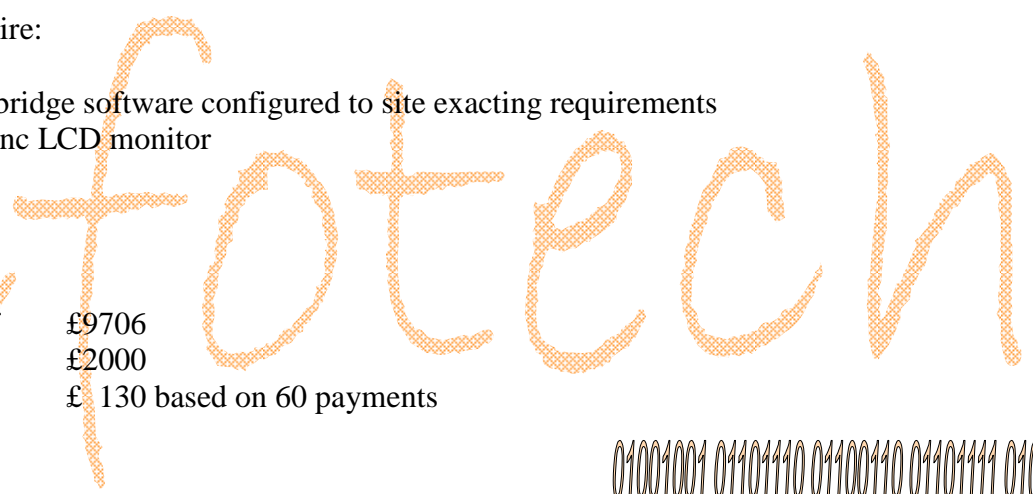 ire:
bridge software configured to site exacting requirements
nc LCD monitor
fotech
£9706
£2000
£ 130 based on 60 payments
01001001 01101110 01100110 01101111 010